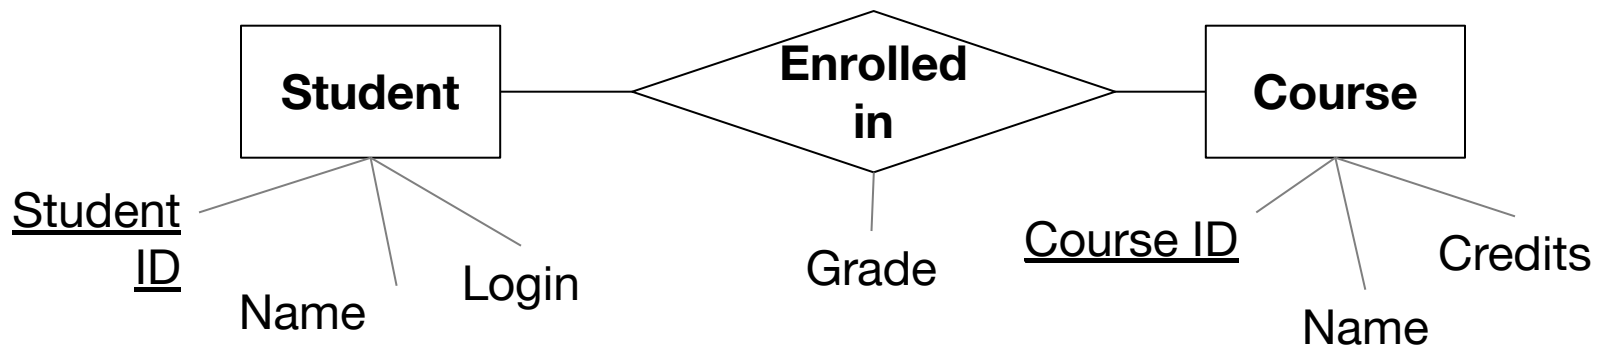 Student
Enrolled
in
Course
Student
ID
Name
Login
Grade
Course ID
Name
Credits